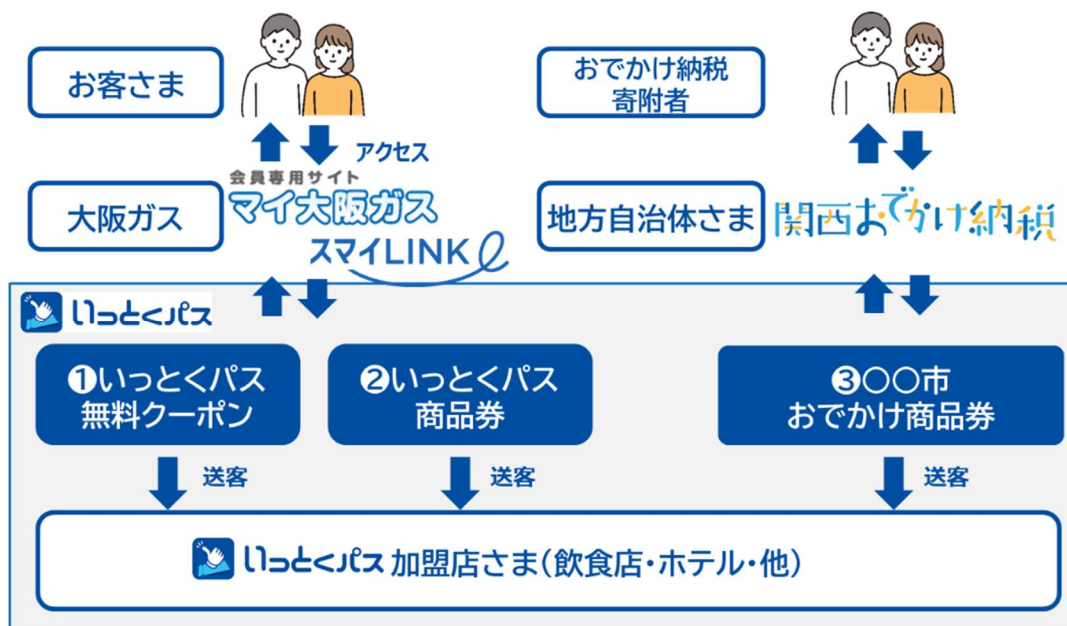 お客さま
おでかけ納税
寄附者
アクセス
大阪ガス
会員専用サイト
マイ大阪ガス
スマイLINK
地方自治体さま
関西おでかけ納税
いっとくパス
❶いっとくパス
無料クーポン
❷いっとくパス
商品券
❸〇〇市
おでかけ商品券
送客
送客
送客
いっとくパス 加盟店さま(飲食店・ホテル・他)